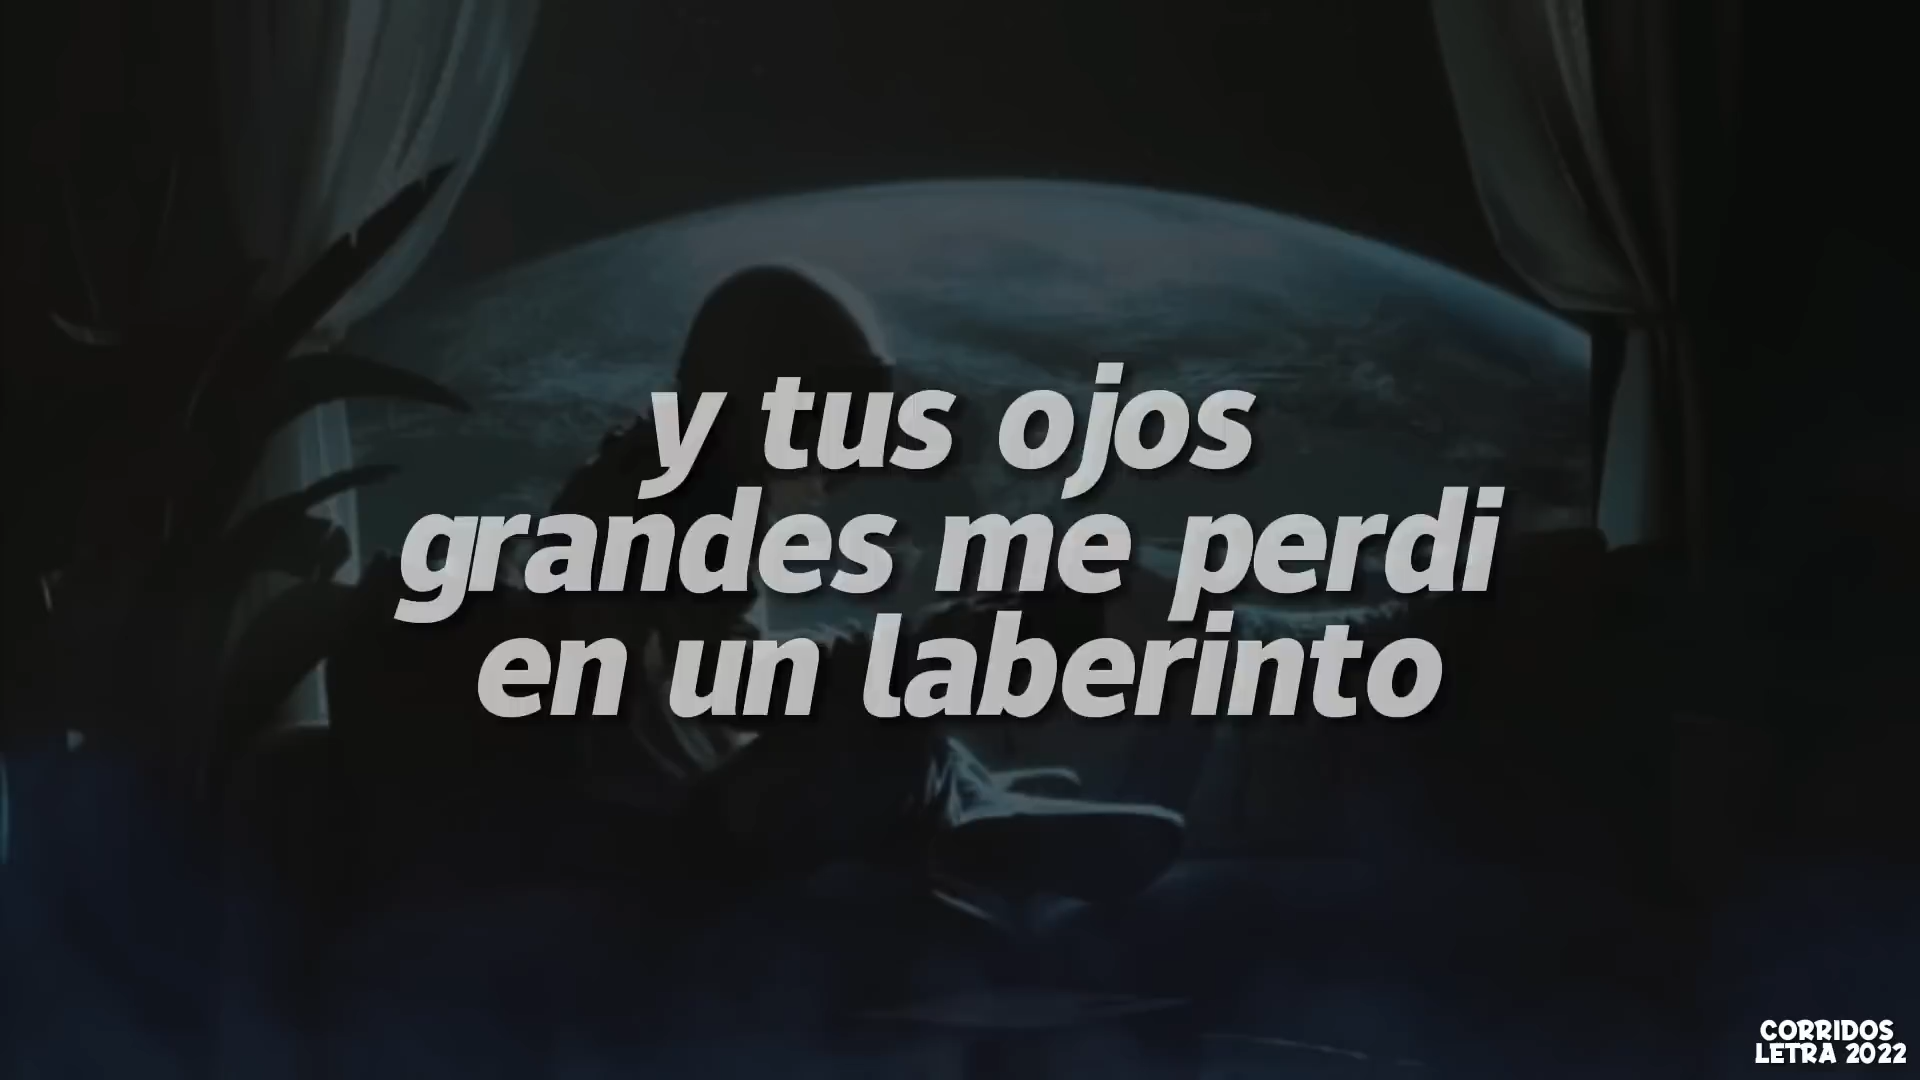 y tus ojos
grandes me perdi
en un laberinto
CORRIDOS
LETRA 2022